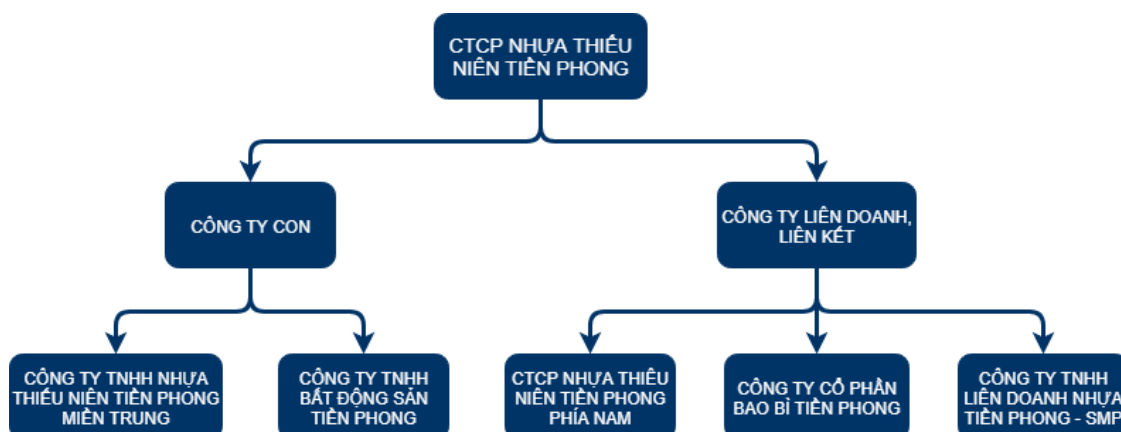 CTCP NHỰA THIẾU
NIÊN TIỀN PHONG
CÔNG TY CON
CÔNG TY LIÊN DOANH,
LIÊN KẾT
CÔNG TY TNHH NHỰA
THIẾU NIÊN TIỀN PHONG
MIỀN TRUNG
CÔNG TY TNHH
BẤT ĐỘNG SẢN
TIỀN PHONG
CTCP NHỰA THIẾU
NIÊN TIỀN PHONG
PHÍA NAM
CÔNG TY CỔ PHẦN
BAO BÌ TIỀN PHONG
CÔNG TY TNHH
LIÊN DOANH NHỰA
TIỀN PHONG - SMP